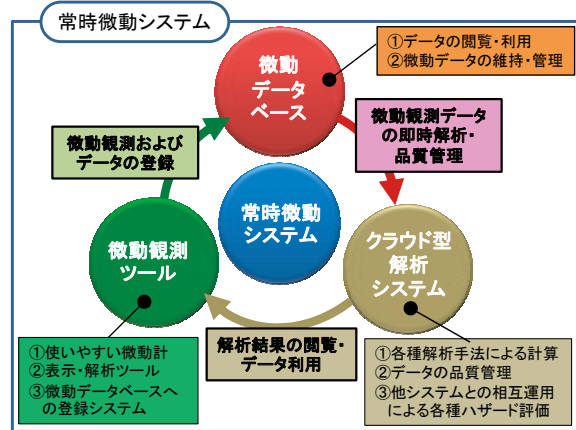 常時微動システム
①データの閲覧・利用
②微動データの維持・管理
微動
データ
ベース
微動観測および
データの登録
微動観測データ
の即時解析・
品質管理
常時微動
システム
微動観測
ツール
クラウド型
解析
システム
解析結果の閲覧・
データ利用
①使いやすい微動計
②表示・解析ツール
③微動データベースへ
の登録システム
①各種解析手法による計算
②データの品質管理
③他システムとの相互運用
による各種ハザード評価